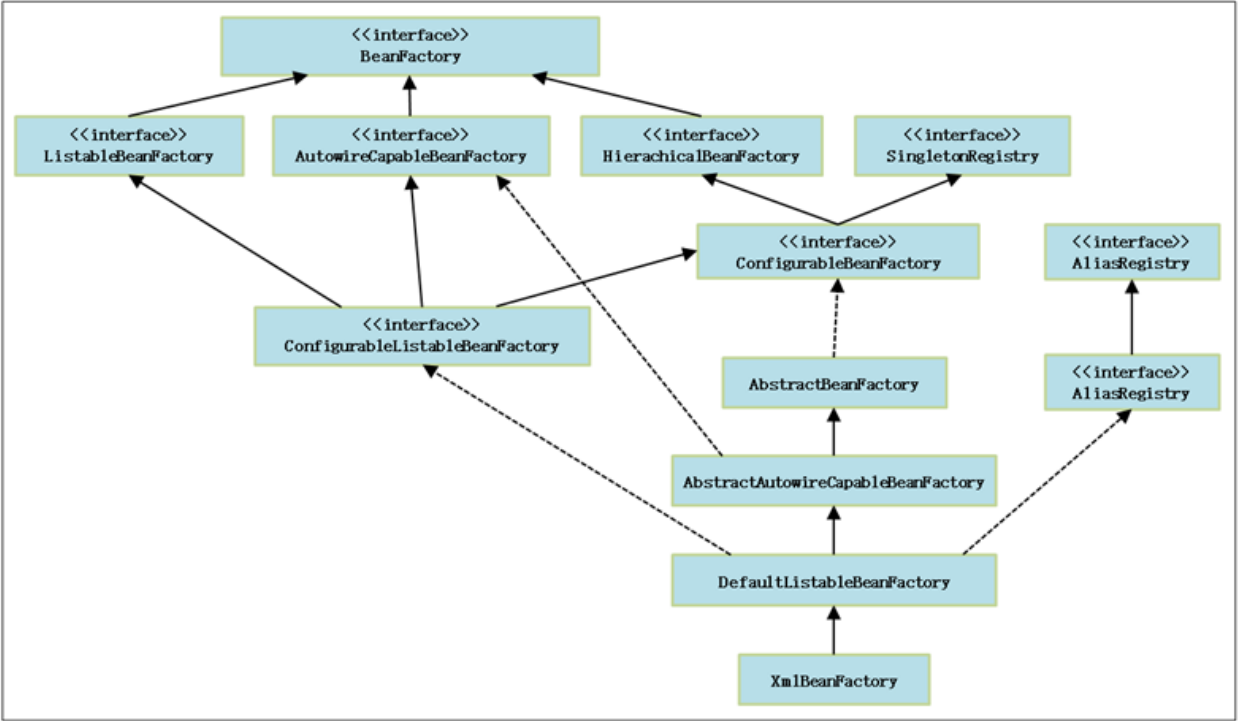 <<interface>>
BeanFactory
<<interface>>
ListableBeanFactory
<<interface>>
AutowireCapableBeanFactory
<<interface>>
HierachicalBeanFactory
<<interface>>
SingletonRegistry
<<interface>>
ConfigurableBeanFactory
<<interface>>
AliasRegistry
<<interface>>
ConfigurableListableBeanFactory
AbstractBeanFactory
<<interface>>
AliasRegistry
AbstractAutowireCapableBeanFactory
DefaultListableBeanFactory
XmlBeanFactory